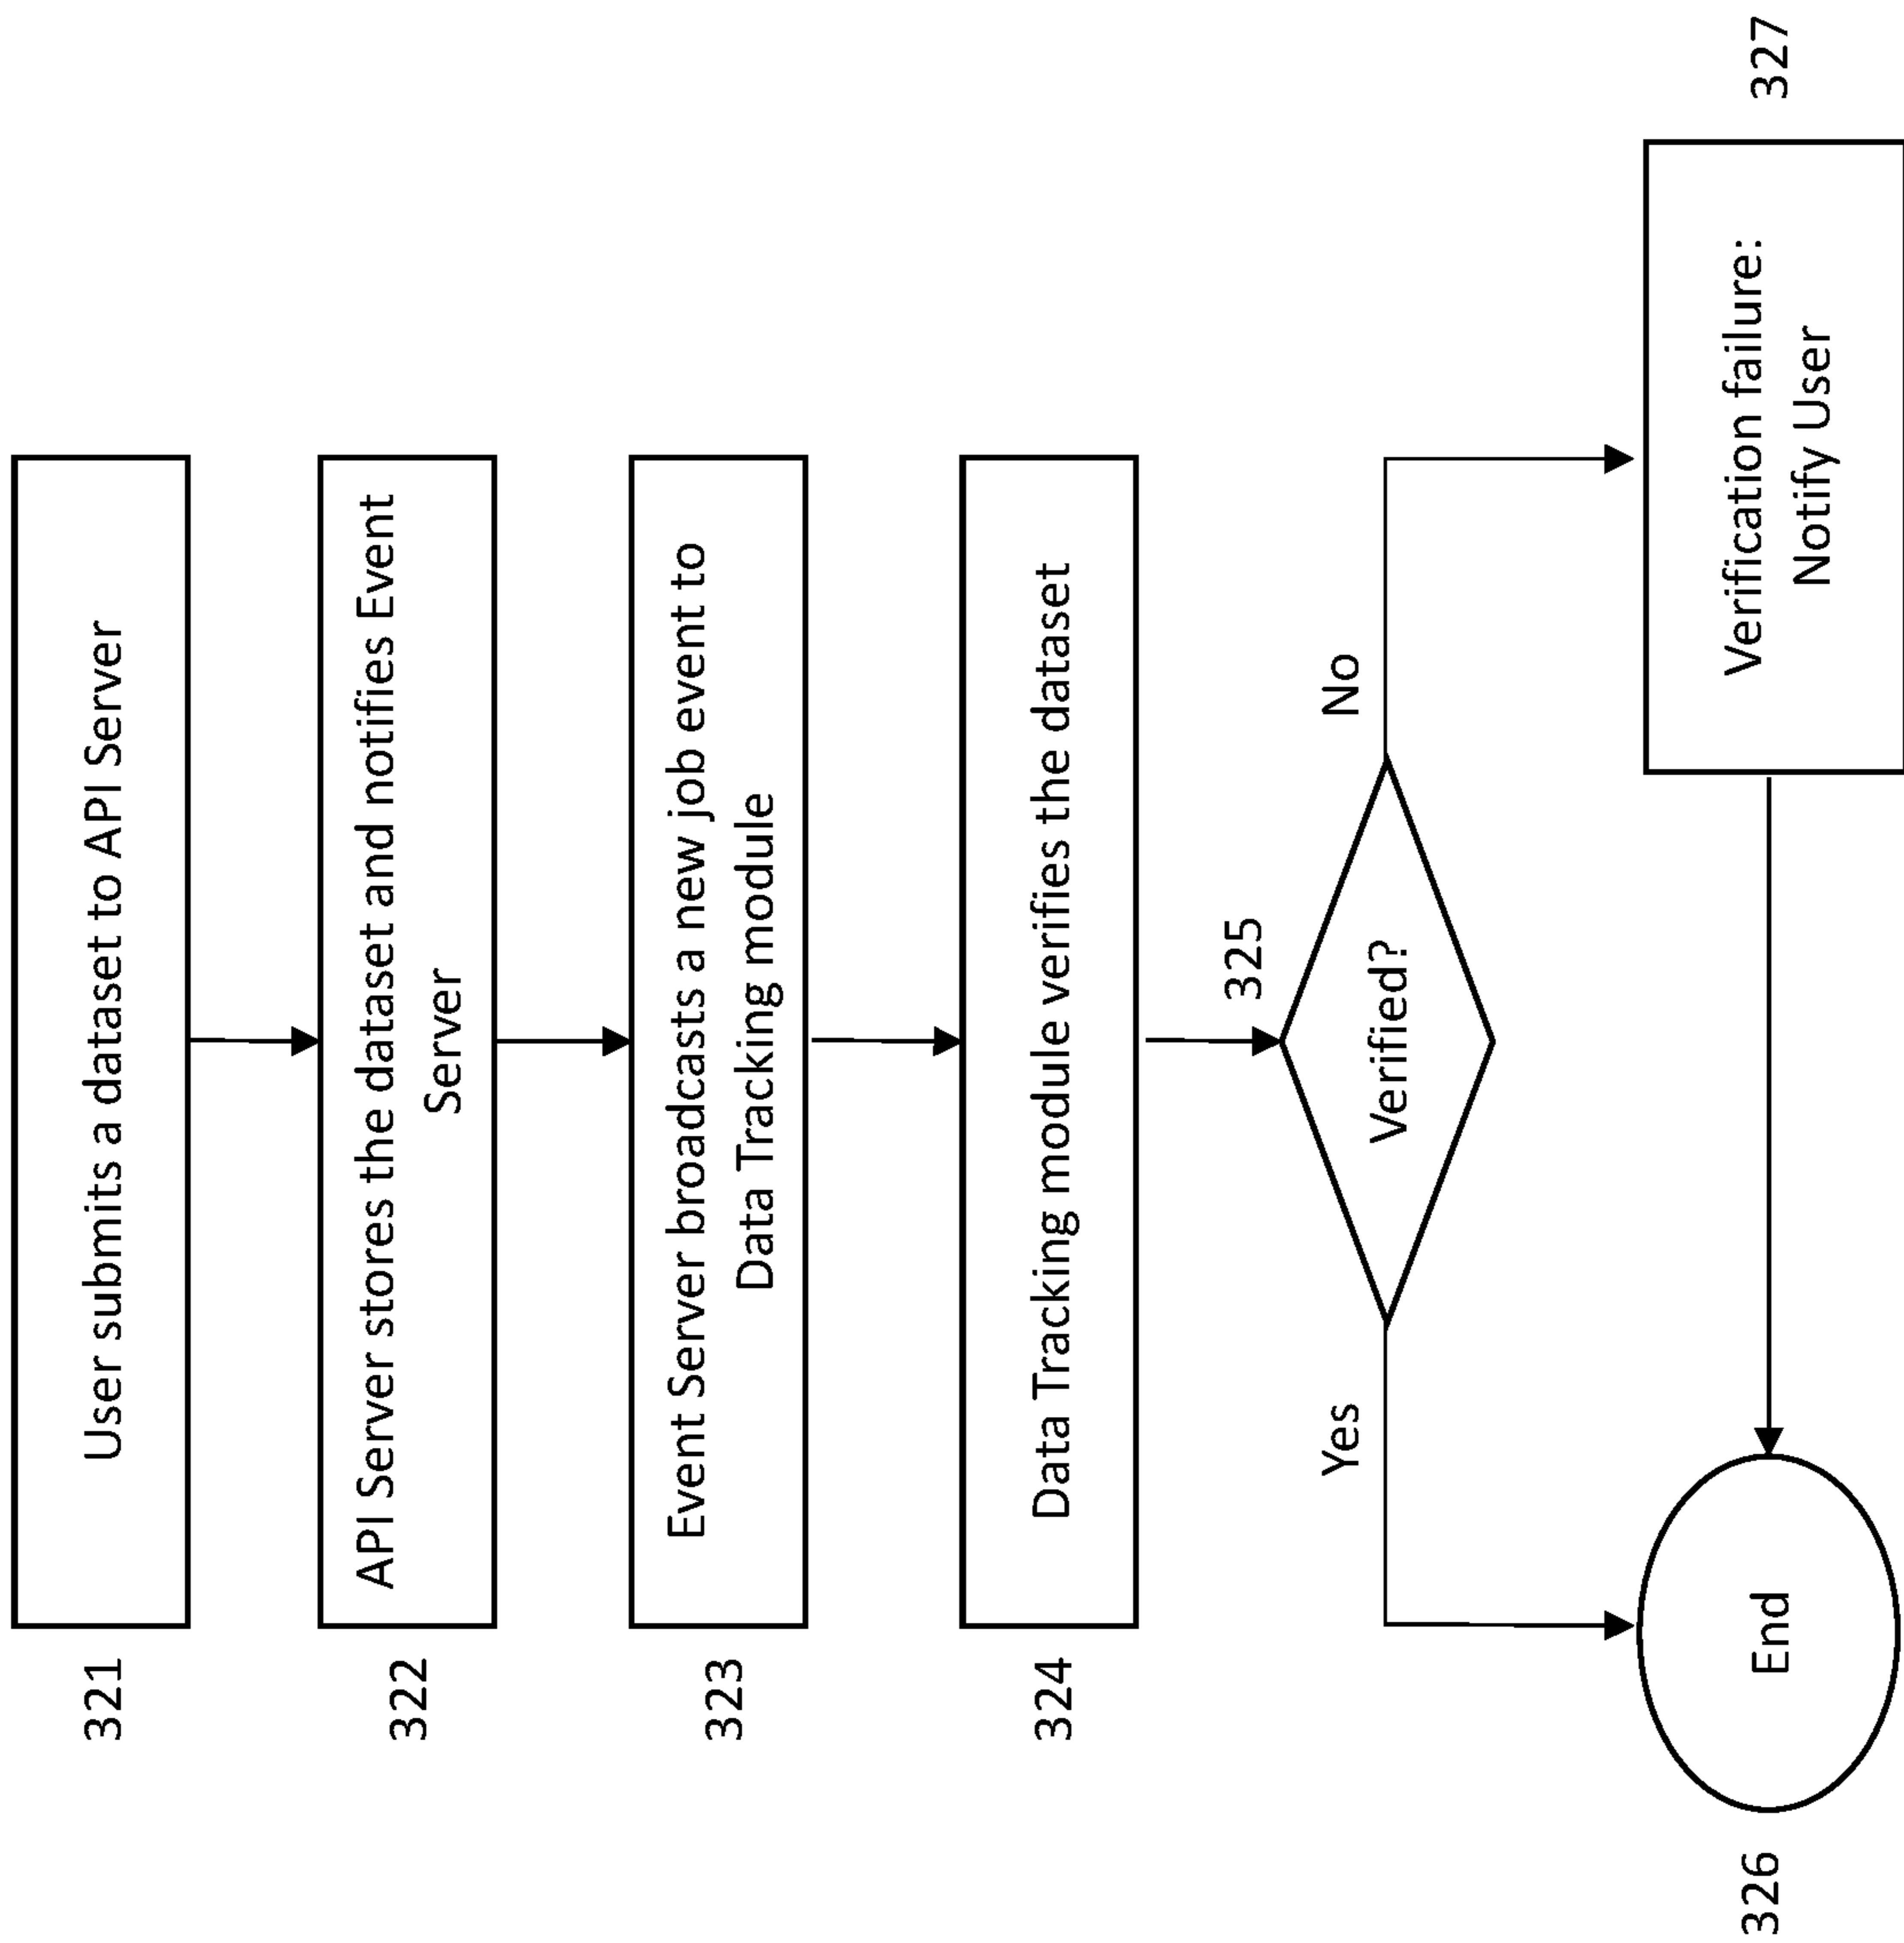 321
User submits a dataset to API Server
322
API Server stores the dataset and notifies Event
Server
323
Event Server broadcasts a new job event to
Data Tracking module
324
Data Tracking module verifies the dataset
325
Verified?
Yes
No
326
End
Verification failure:
Notify User
327